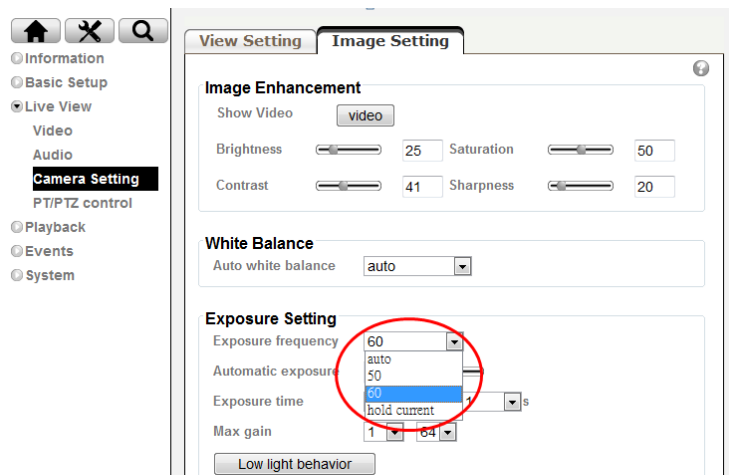 Information
Basic Setup
Live View
Video
Audio
Camera Setting
PT/PTZ control
Playback
Events
System
View Setting Image Setting
Image Enhancement
Show Video video
Brightness 25 Saturation 50
Contrast 41 Sharpness 20
White Balance
Auto white balance auto
Exposure Setting
Exposure frequency 60
auto
Automatic exposure 50
60
Exposure time 1 s
hold current
Max gain 1 64
Low light behavior